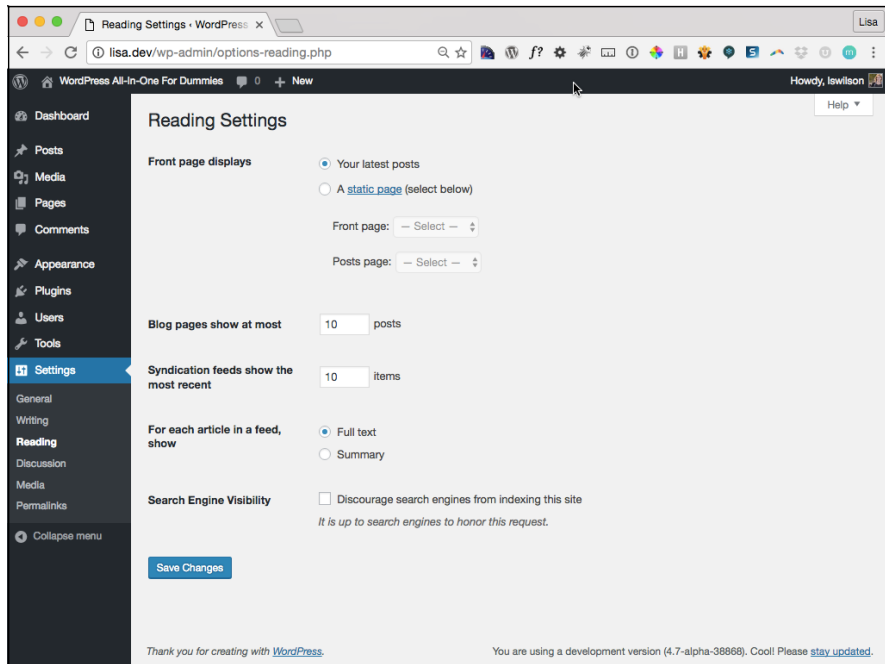 Reading Settings ‹ WordPress ×
Lisa
lisa.dev/wp-admin/options-reading.php
f?
H
S
m
WordPress All-In-One For Dummies
0
+ New
Howdy, lswilson
Help
Dashboard
Posts
Media
Pages
Comments
Appearance
Plugins
Users
Tools
Settings
General
Writing
Reading
Discussion
Media
Permalinks
Collapse menu
Reading Settings
Front page displays
Your latest posts
A static page (select below)
Front page: — Select —
Posts page: — Select —
Blog pages show at most 10 posts
Syndication feeds show the
most recent
10 items
For each article in a feed,
show
Full text
Summary
Search Engine Visibility
Discourage search engines from indexing this site
It is up to search engines to honor this request.
Save Changes
Thank you for creating with WordPress.
You are using a development version (4.7-alpha-38868). Cool! Please stay updated.